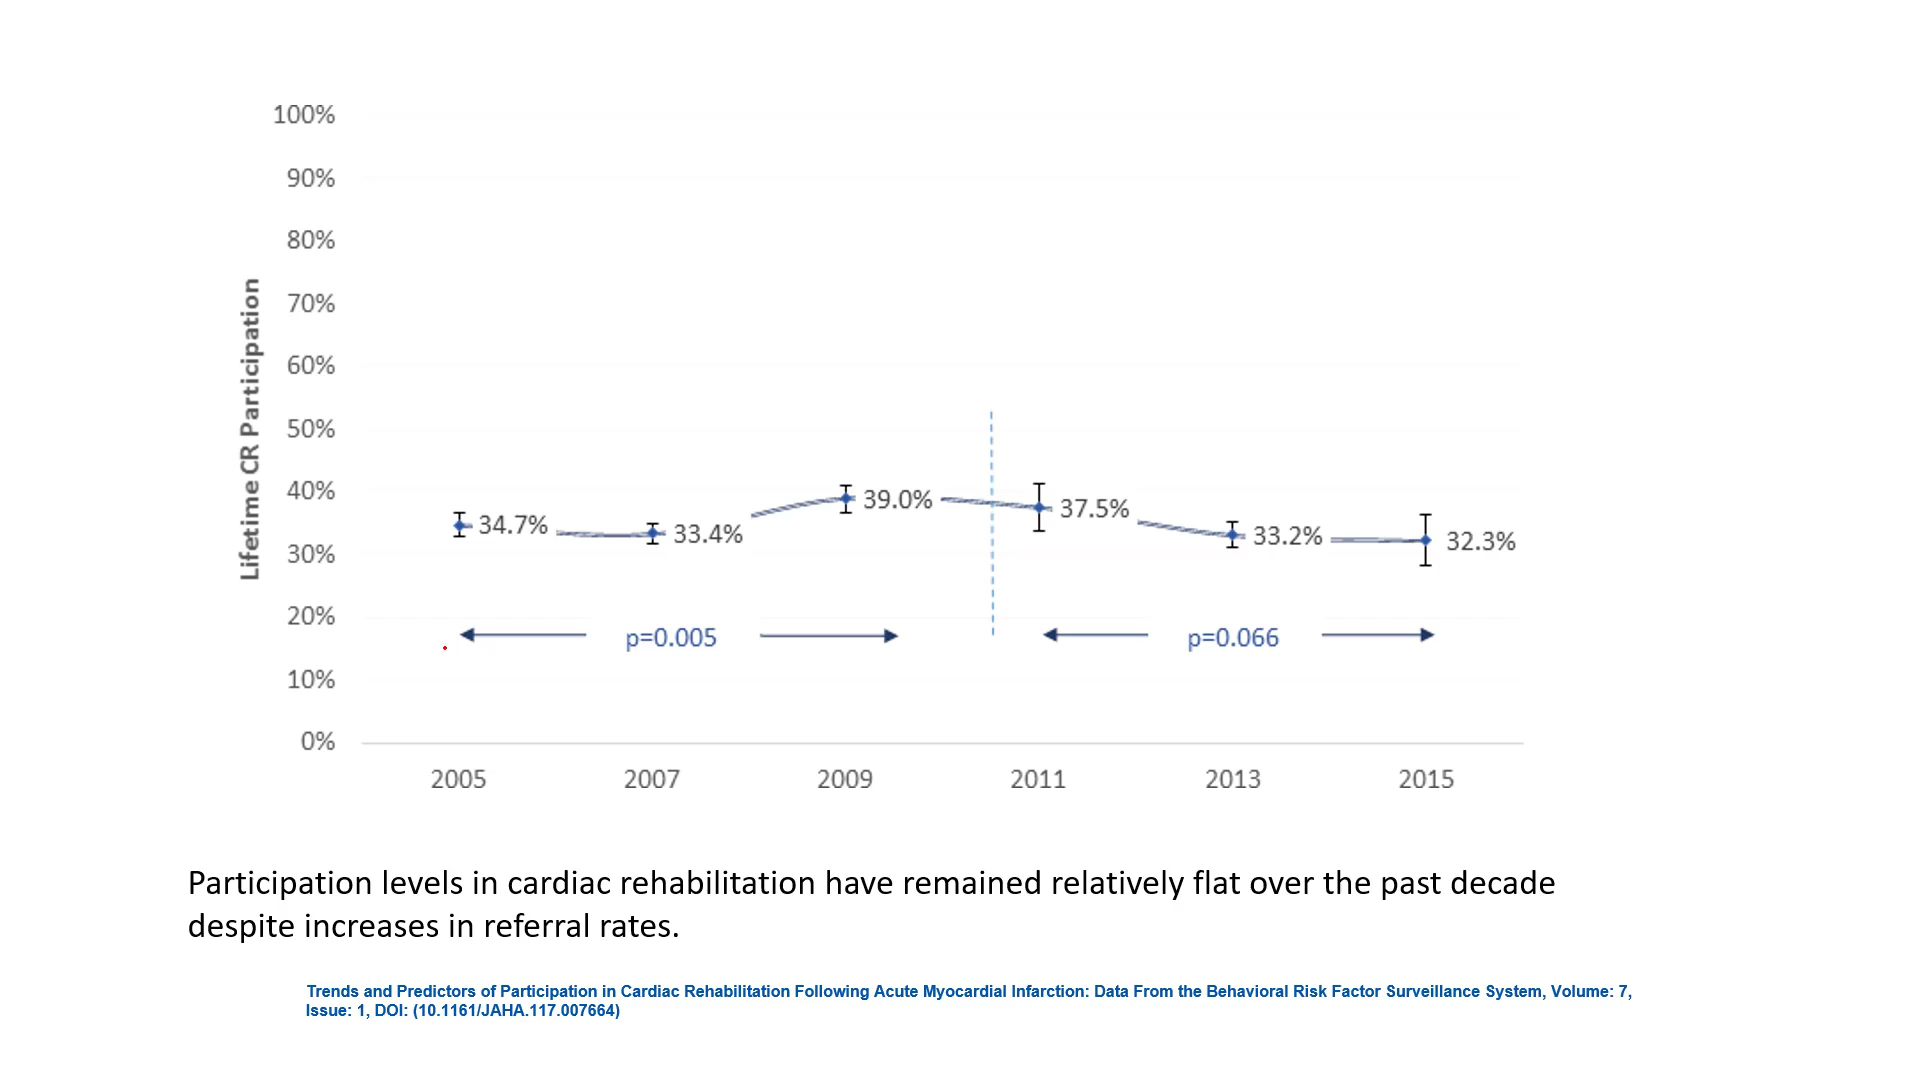 100%
90%
80%
70%
60%
50%
40%
30%
20%
10%
0%
Lifetime CR Participation
34.7%
33.4%
39.0%
37.5%
33.2%
32.3%
p=0.005
p=0.066
2005 2007 2009 2011 2013 2015
Participation levels in cardiac rehabilitation have remained relatively flat over the past decade
despite increases in referral rates.
Trends and Predictors of Participation in Cardiac Rehabilitation Following Acute Myocardial Infarction: Data From the Behavioral Risk Factor Surveillance System, Volume: 7,
Issue: 1, DOI: (10.1161/JAHA.117.007664)